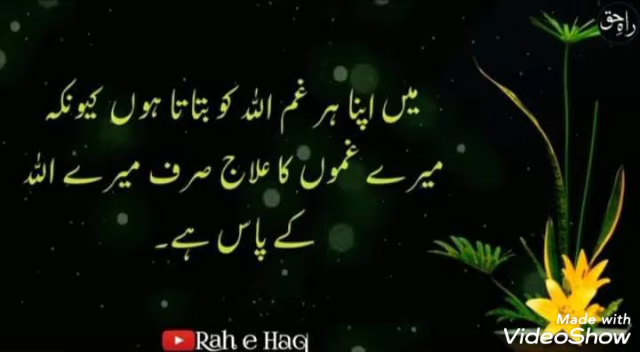 راہِ حق
میں اپنا ہر غم اللہ کو بتاتا ہوں کیونکہ
میرے غموں کا علاج صرف میرے اللہ
کے پاس ہے۔
Rah e Haq
Made with
VideoShow